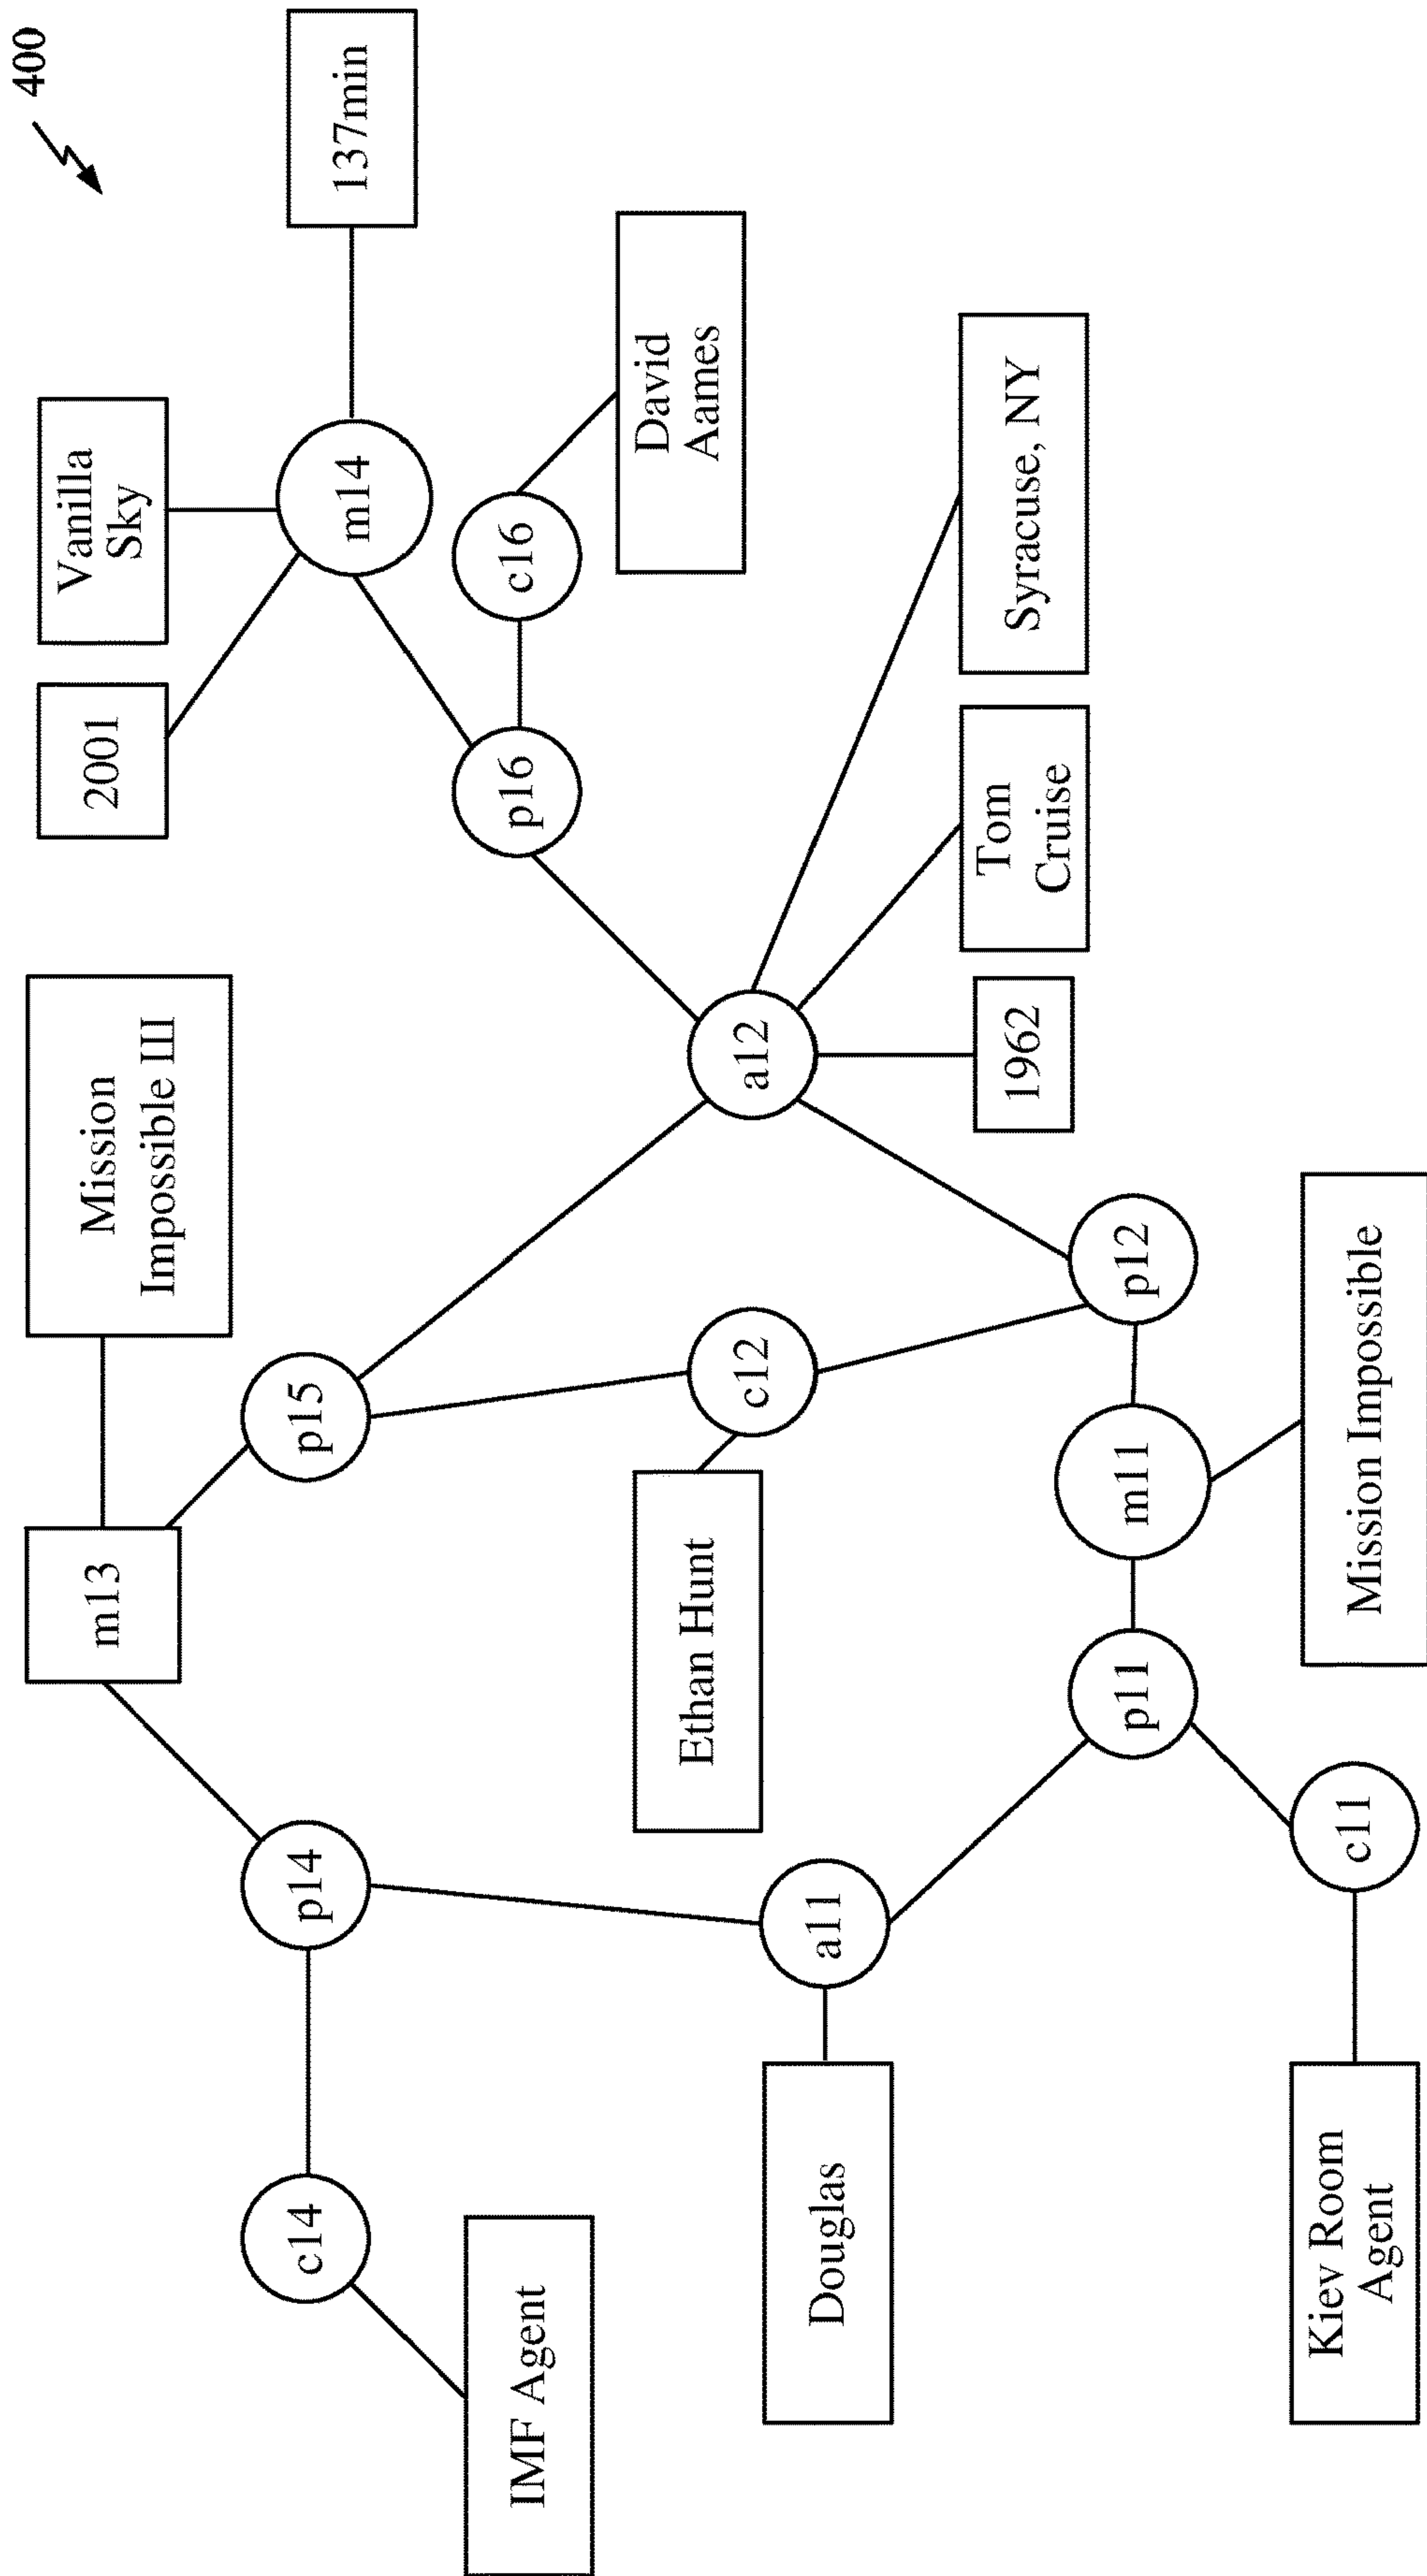 400
Mission
Impossible III
2001
Vanilla
Sky
m13
137min
m14
c14
p14
p15
p16
c16
IMF Agent
David
Aames
Ethan Hunt
c12
a12
Douglas
a11
1962
Tom
Cruise
Syracuse, NY
p11
m11
p12
Kiev Room
Agent
c11
Mission Impossible